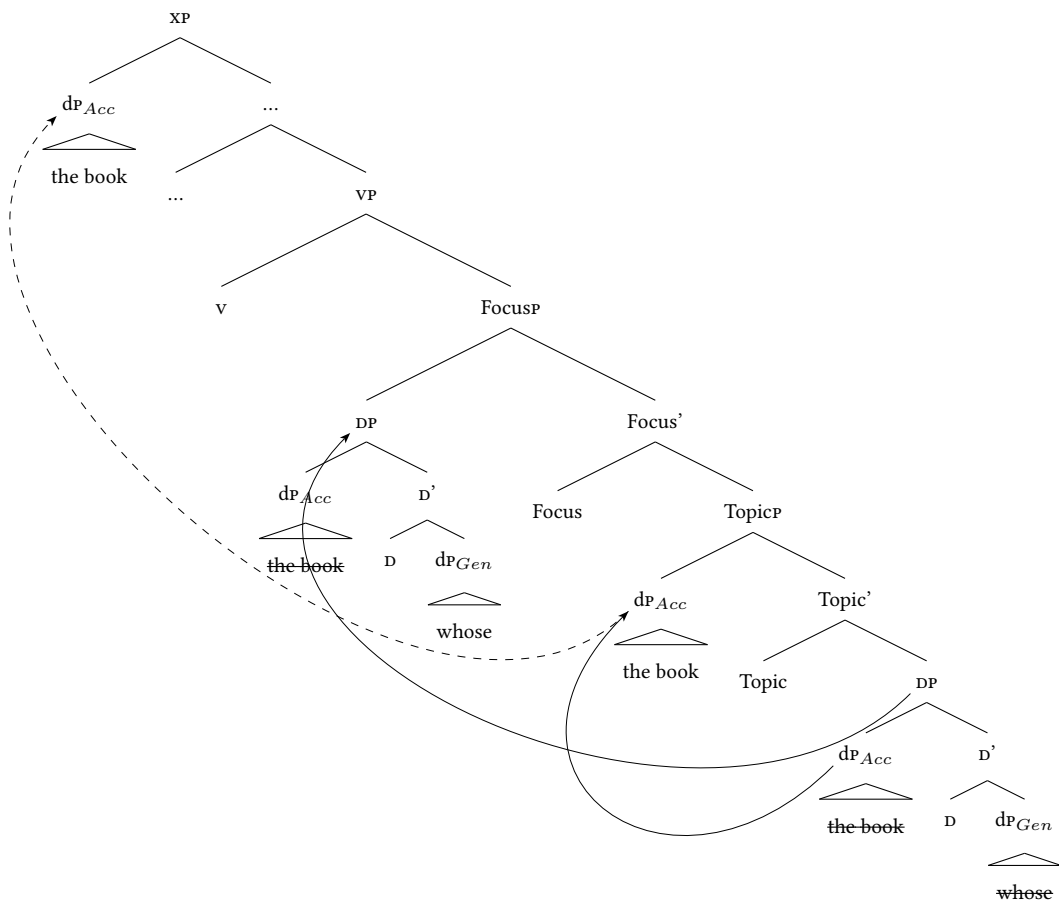 XP
dP_Acc ...
the book
... VP
V FocusP
DP Focus’
dP_Acc D’ Focus TopicP
the book D dP_Gen
dP_Acc Topic’
whose
the book Topic DP
dP_Acc D’
the book D dP_Gen
whose